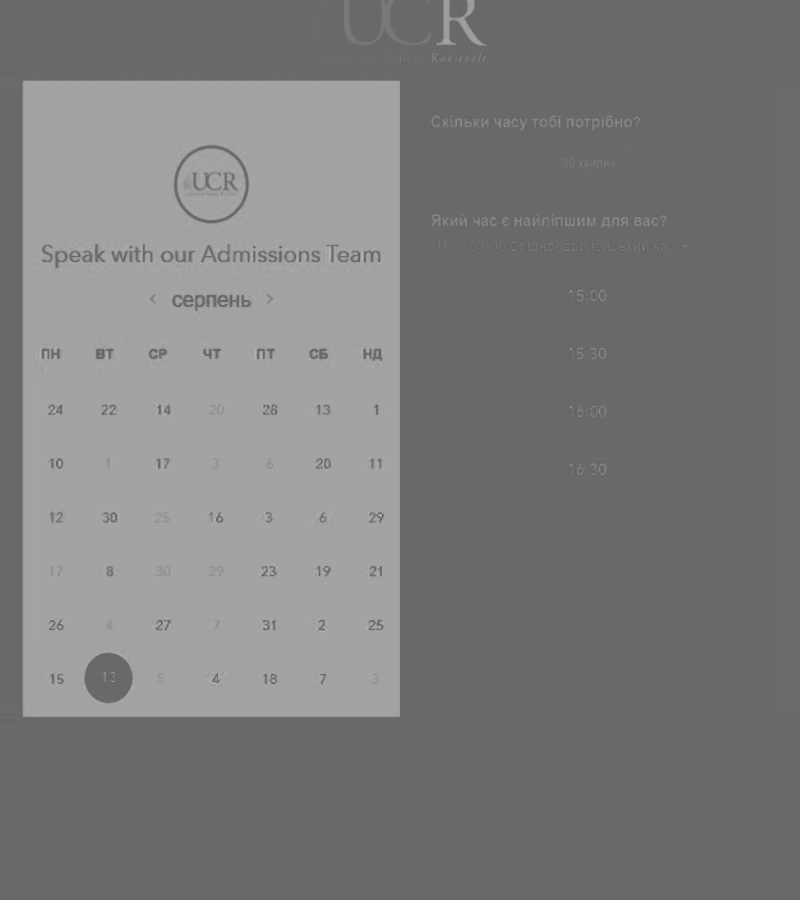 UCR
Roosevelt
UCR
Speak with our Admissions Team
серпень
ПН ВТ СР ЧТ ПТ СБ НД
24 22 14 20 28 13 1
10 1 17 3 6 20 11
12 30 25 16 3 6 29
17 8 30 29 23 19 21
26 4 27 7 31 2 25
15 13 5 4 18 7 3
Скільки часу тобі потрібно?
30 хвилин
Який час є найліпшим для вас?
UTC +03:00 Східноєвропейський
15:00
15:30
16:00
16:30